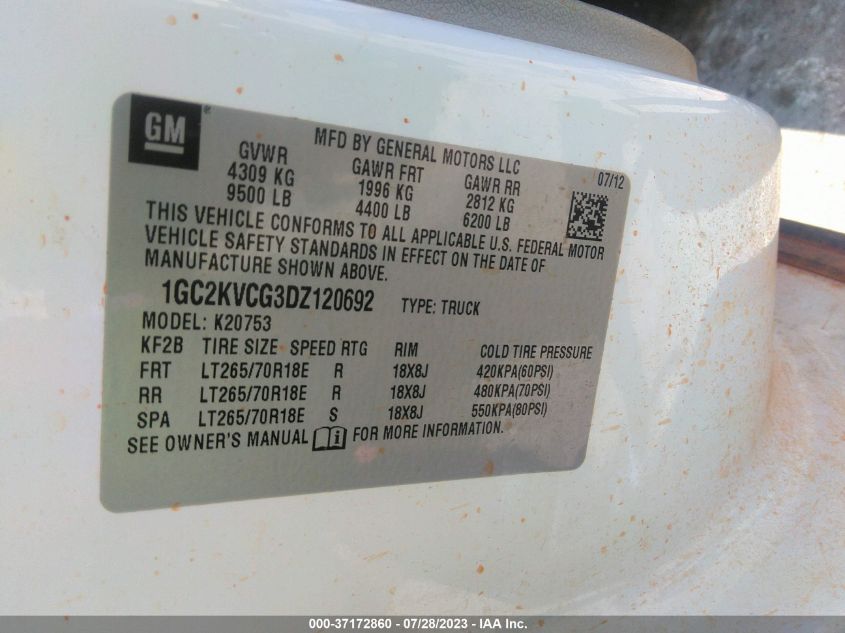 GM
MFD BY GENERAL MOTORS LLC
07/12
GVWR GAWR FRT GAWR RR
4309 KG 1996 KG 2812 KG
9500 LB 4400 LB 6200 LB
THIS VEHICLE CONFORMS TO ALL APPLICABLE U.S. FEDERAL MOTOR
VEHICLE SAFETY STANDARDS IN EFFECT ON THE DATE OF
MANUFACTURE SHOWN ABOVE.
1GC2KVCG3DZ120692 TYPE: TRUCK
MODEL: K20753
KF2B TIRE SIZE SPEED RTG RIM COLD TIRE PRESSURE
FRT LT265/70R18E R 18X8J 420KPA(60PSI)
RR LT265/70R18E R 18X8J 480KPA(70PSI)
SPA LT265/70R18E S 18X8J 550KPA(80PSI)
SEE OWNER'S MANUAL i FOR MORE INFORMATION.
000-37172860 - 07/28/2023 - IAA Inc.